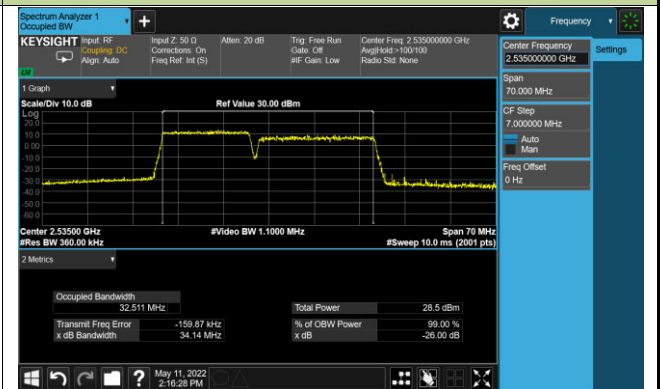 Spectrum Analyzer 1
Occupied BW
Frequency
KEYSIGHT
Input: RF
Coupling: DC
Align: Auto
Input Z: 50 Ω
Corrections: On
Freq Ref: Int (S)
Atten: 20 dB
Trig: Free Run
Gate: Off
#IF Gain: Low
Center Freq: 2.535000000 GHz
Avg|Hold:>100/100
Radio Std: None
Center Frequency
2.535000000 GHz
Settings
Span
70.000 MHz
CF Step
7.000000 MHz
Auto
Man
Freq Offset
0 Hz
1 Graph
Scale/Div 10.0 dB
Ref Value 30.00 dBm
Log
20.0
10.0
0.00
-10.0
-20.0
-30.0
-40.0
-50.0
-60.0
Center 2.53500 GHz
#Video BW 1.1000 MHz
Span 70 MHz
#Res BW 360.00 kHz
#Sweep 10.0 ms (2001 pts)
2 Metrics
Occupied Bandwidth
32.511 MHz
Total Power
28.5 dBm
Transmit Freq Error
-159.87 kHz
% of OBW Power
99.00 %
x dB Bandwidth
34.14 MHz
x dB
-26.00 dB
?
May 11, 2022
2:16:28 PM